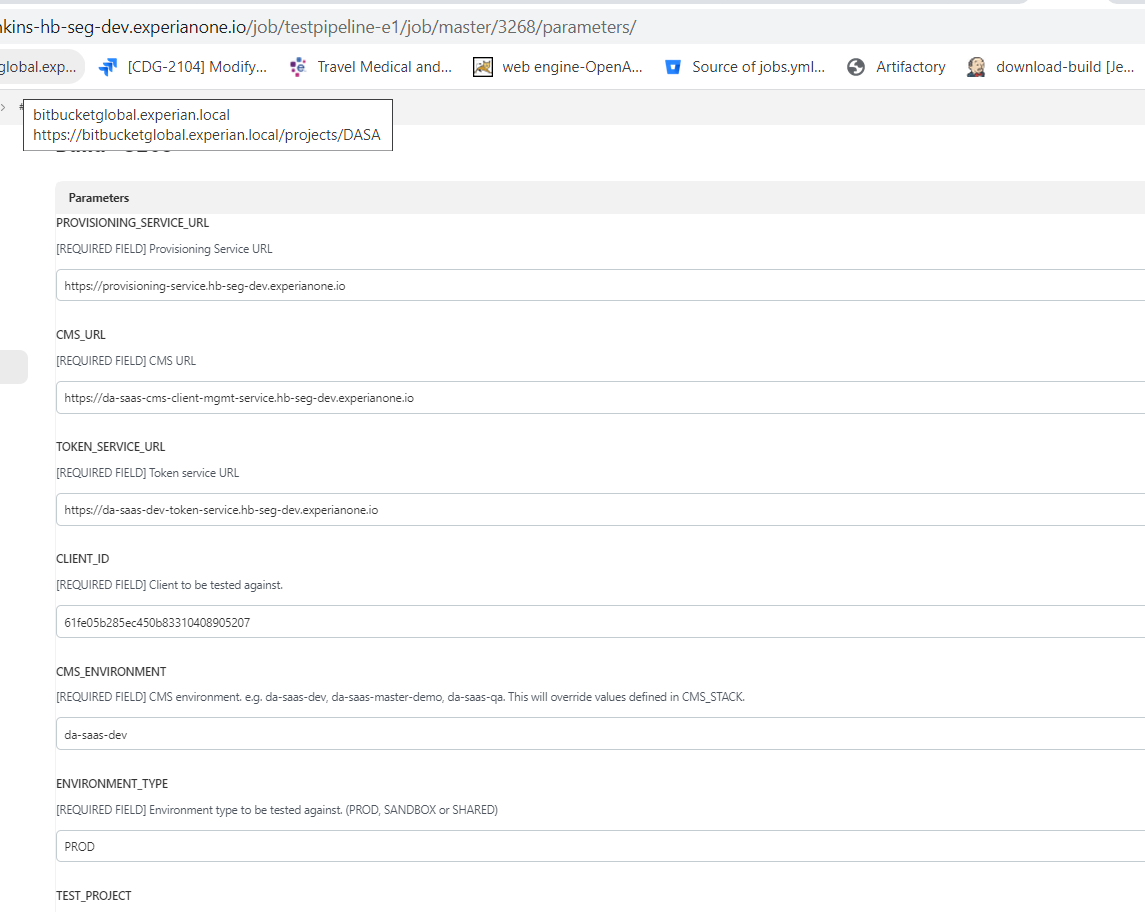 nkins-hb-seg-dev.experianone.io/job/testpipeline-e1/job/master/3268/parameters/
global.exp... [CDG-2104] Modify... Travel Medical and... web engine-OpenA... Source of jobs.yml... Artifactory download-build [Je...
bitbucketglobal.experian.local
https://bitbucketglobal.experian.local/projects/DASA
Parameters
PROVISIONING_SERVICE_URL
[REQUIRED FIELD] Provisioning Service URL
https://provisioning-service.hb-seg-dev.experianone.io
CMS_URL
[REQUIRED FIELD] CMS URL
https://da-saas-cms-client-mgmt-service.hb-seg-dev.experianone.io
TOKEN_SERVICE_URL
[REQUIRED FIELD] Token service URL
https://da-saas-dev-token-service.hb-seg-dev.experianone.io
CLIENT_ID
[REQUIRED FIELD] Client to be tested against.
61fe05b285ec450b83310408905207
CMS_ENVIRONMENT
[REQUIRED FIELD] CMS environment. e.g. da-saas-dev, da-saas-master-demo, da-saas-qa. This will override values defined in CMS_STACK.
da-saas-dev
ENVIRONMENT_TYPE
[REQUIRED FIELD] Environment type to be tested against. (PROD, SANDBOX or SHARED)
PROD
TEST_PROJECT